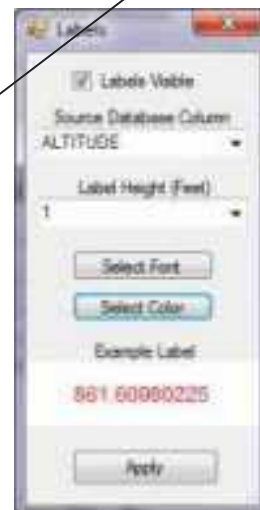 Labels
Labels Visible
Source Database Column
ALTITUDE
Label Height (Feet)
1
Select Font
Select Color
Example Label
861.60980225
Apply